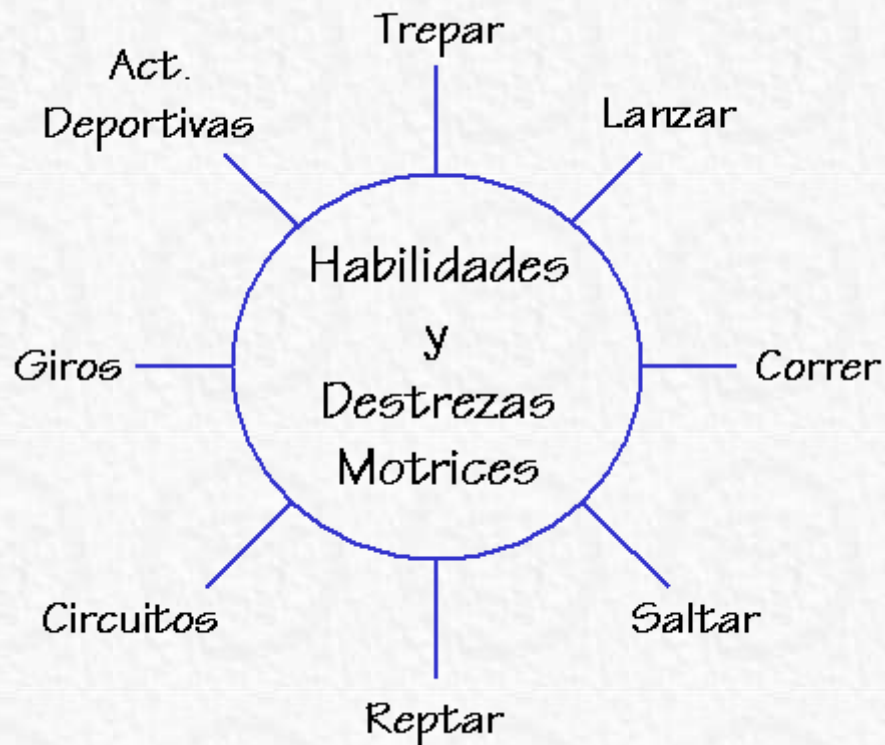 Trepar
Act.
Deportivas
Lanzar
Habilidades
y
Destrezas
Motrices
Giros
Correr
Circuitos
Saltar
Reptar